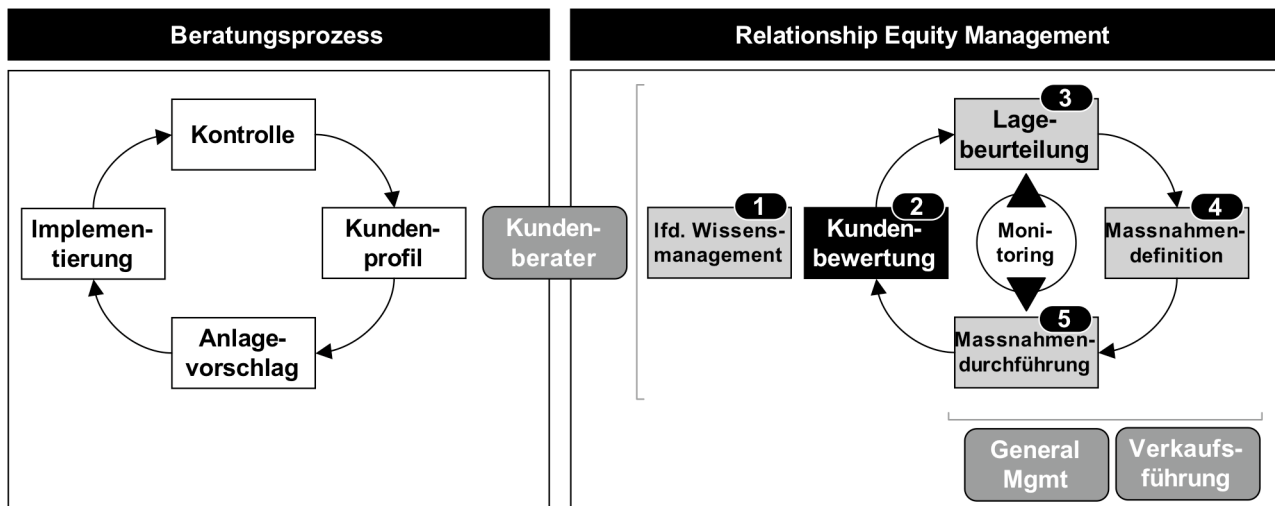 Beratungsprozess
Kontrolle
Implemen-
tierung
Kunden-
profil
Anlage-
vorschlag
Kunden-
berater
Relationship Equity Management
1
lfd. Wissens-
management
2
Kunden-
bewertung
3
Lage-
beurteilung
Moni-
toring
4
Massnahmen-
definition
5
Massnahmen-
durchführung
General
Mgmt
Verkaufs-
führung